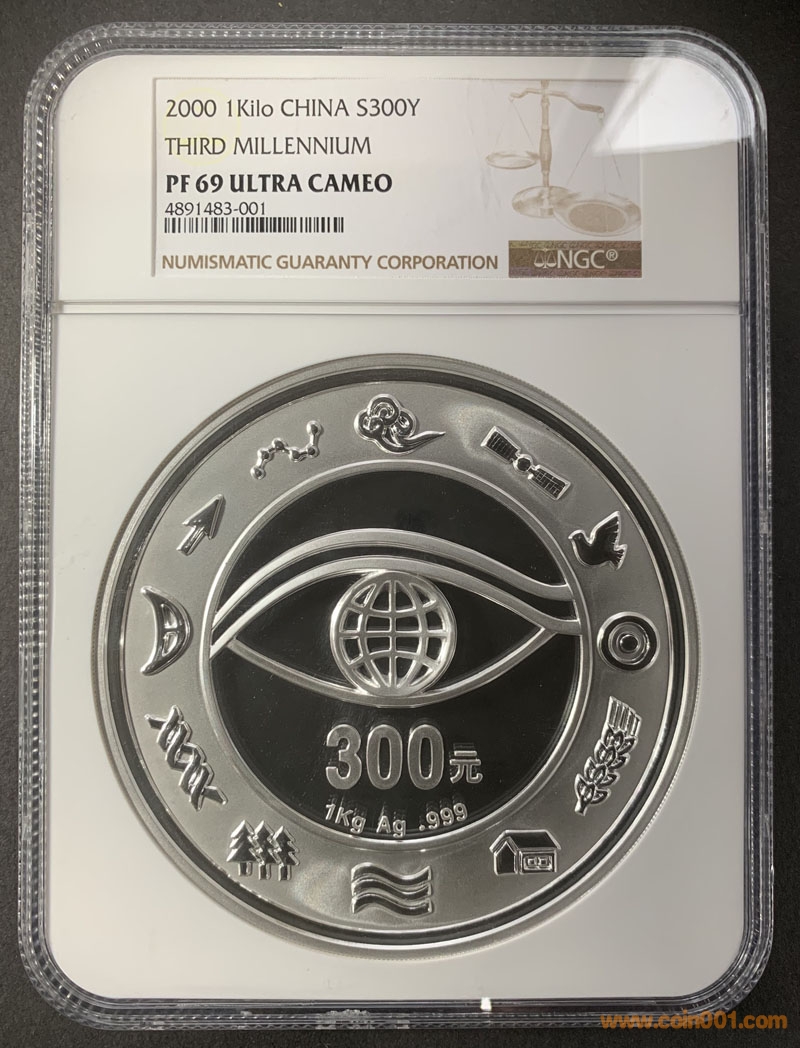 2000 1Kilo CHINA S300Y
THIRD MILLENNIUM
PF 69 ULTRA CAMEO
4891483-001
NUMISMATIC GUARANTY CORPORATION
NGC®
300元
1Kg Ag .999
www.coin001.com